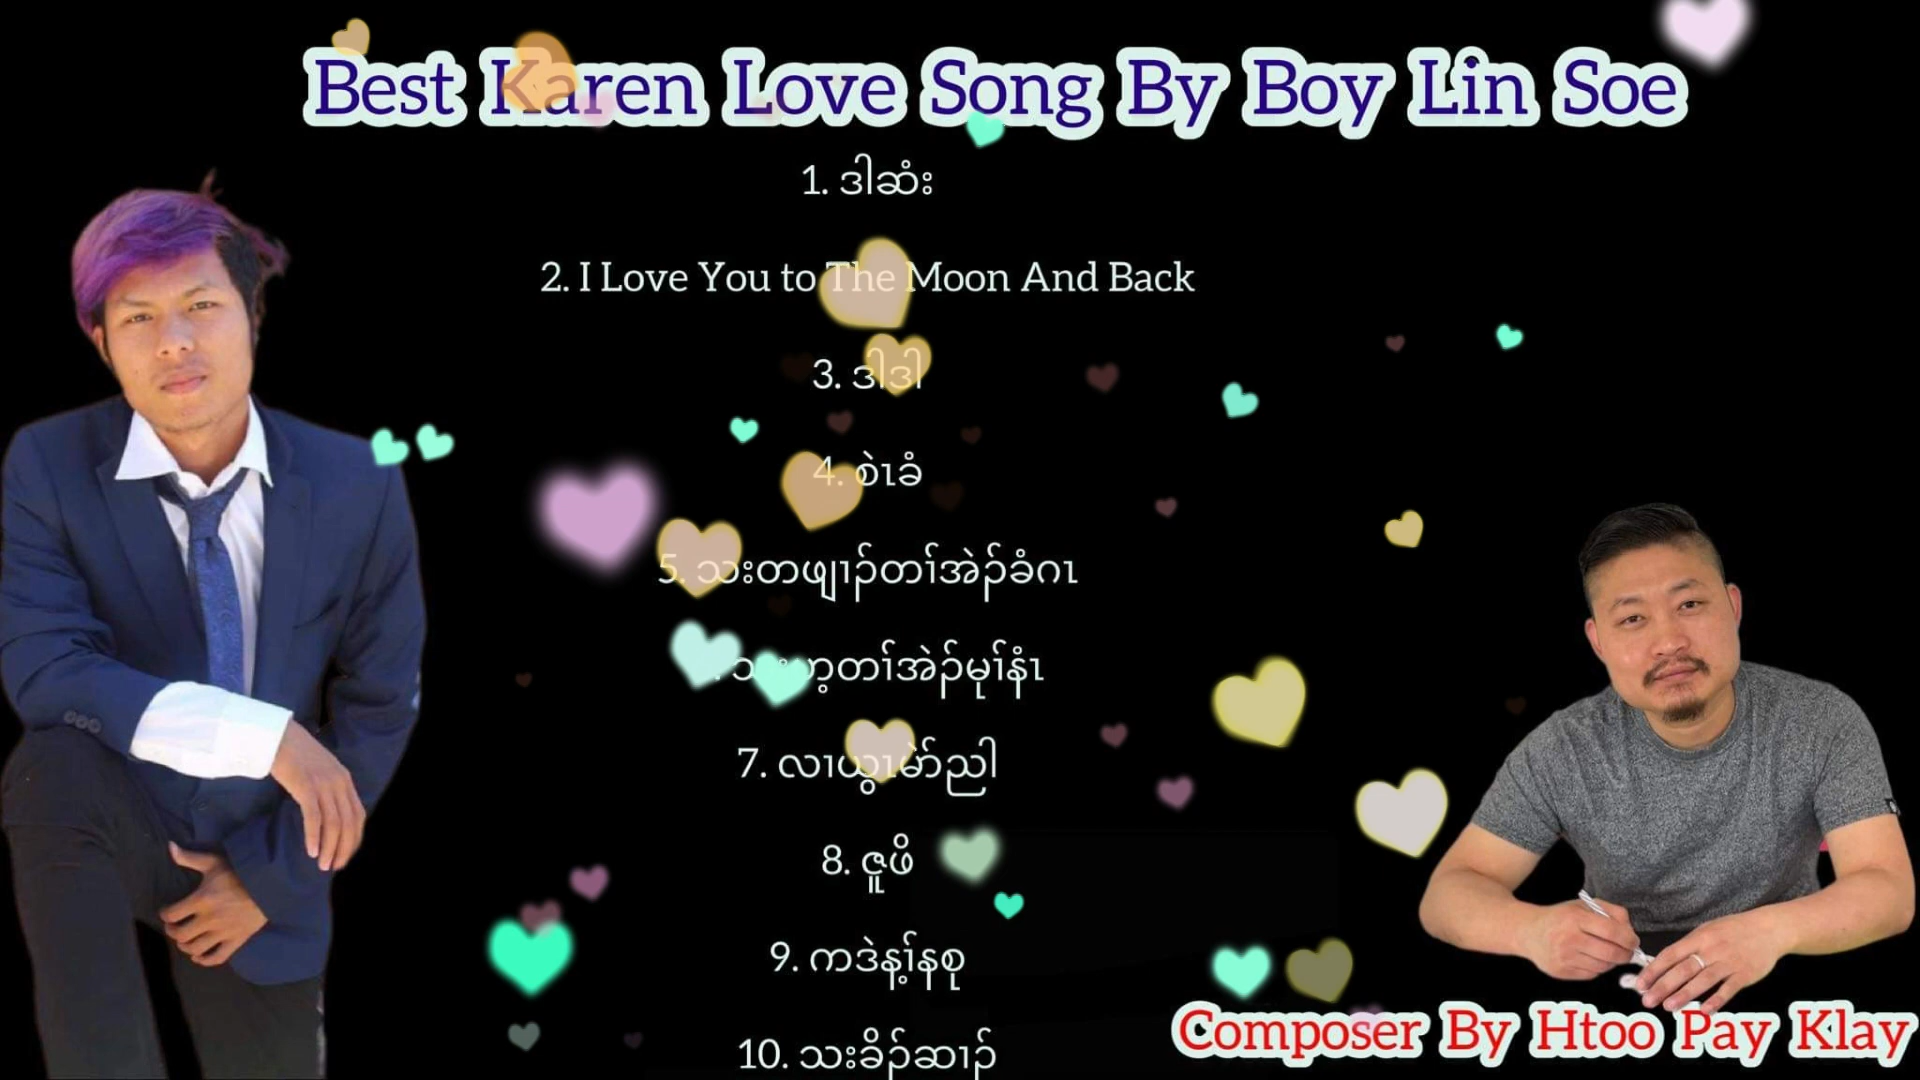 Best Karen Love Song By Boy Lin Soe
1. ဒါဆံး
2. I Love You to The Moon And Back
3. ဒါဒါ
4. စဲၤခံ
5. သးတဖျၢၣ်တၢ်အဲၣ်ခံဂၤ
တၢ်အဲၣ်မုၢ်နံၤ
7. လၢယွၤမဲာ်ညါ
8. ဇူဖိ
9. ကဒဲန့ၢ်နစု
10. သးခိၣ်ဆၢၣ်
Composer By Htoo Pay Klay